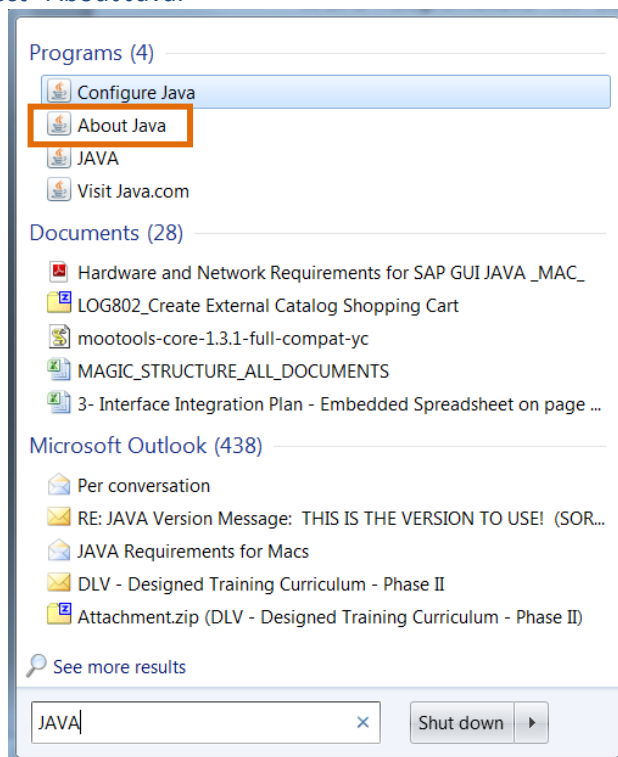 Programs (4)
Configure Java
About Java
JAVA
Visit Java.com
Documents (28)
Hardware and Network Requirements for SAP GUI JAVA _MAC_
LOG802_Create External Catalog Shopping Cart
mootools-core-1.3.1-full-compat-yc
MAGIC_STRUCTURE_ALL_DOCUMENTS
3- Interface Integration Plan - Embedded Spreadsheet on page ...
Microsoft Outlook (438)
Per conversation
RE: JAVA Version Message:  THIS IS THE VERSION TO USE!  (SOR...
JAVA Requirements for Macs
DLV - Designed Training Curriculum - Phase II
Attachment.zip (DLV - Designed Training Curriculum - Phase II)
See more results
JAVA Shut down